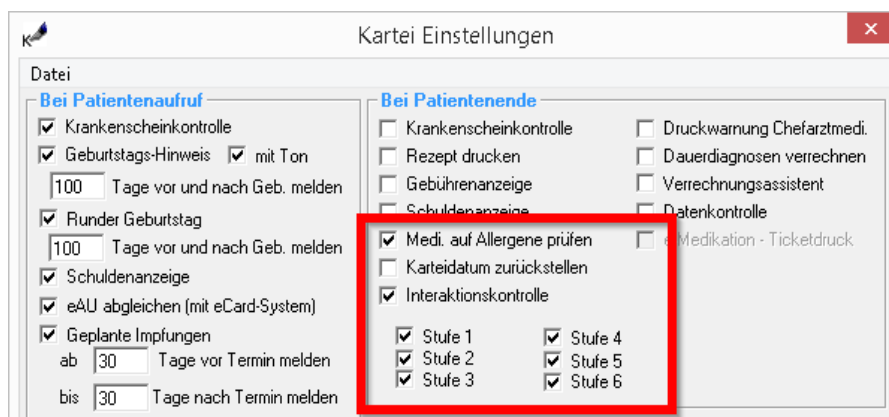 Kartei Einstellungen
Datei
Bei Patientenaufruf
Krankenscheinkontrolle
Geburtstags-Hinweis mit Ton
100 Tage vor und nach Geb. melden
Runder Geburtstag
100 Tage vor und nach Geb. melden
Schuldenanzeige
eAU abgleichen (mit eCard-System)
Geplante Impfungen
ab 30 Tage vor Termin melden
bis 30 Tage nach Termin melden
Bei Patientenende
Krankenscheinkontrolle
Rezept drucken
Gebührenanzeige
Schuldenanzeige
Medi. auf Allergene prüfen
Karteidatum zurückstellen
Interaktionskontrolle
Stufe 1
Stufe 2
Stufe 3
Stufe 4
Stufe 5
Stufe 6
Druckwarnung Chefarztmedi.
Dauerdiagnosen verrechnen
Verrechnungsassistent
Datenkontrolle
e-Medikation - Ticketdruck